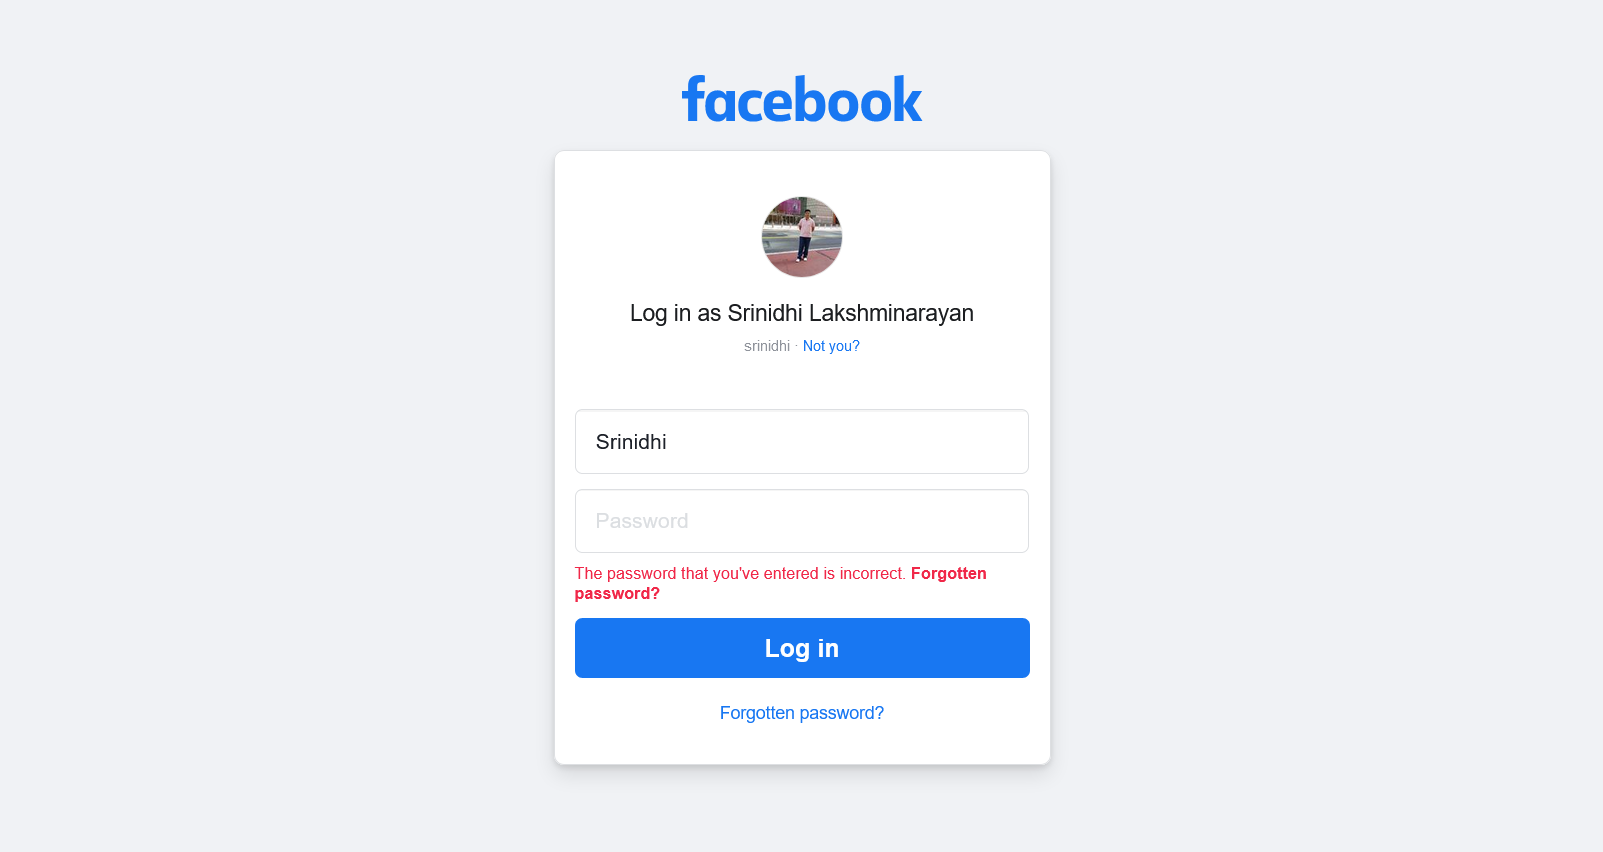 facebook
Log in as Srinidhi Lakshminarayan
srinidhi · Not you?
Srinidhi
Password
The password that you've entered is incorrect. Forgotten
password?
Log in
Forgotten password?